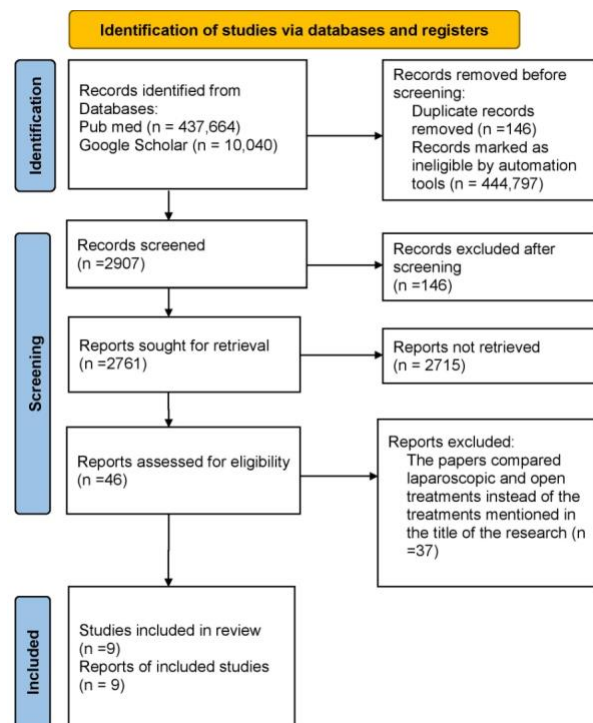 Identification of studies via databases and registers
Identification
Records identified from
Databases:
Pub med (n = 437,664)
Google Scholar (n = 10,040)
Records removed before
screening:
Duplicate records
removed (n =146)
Records marked as
ineligible by automation
tools (n = 444,797)
Screening
Records screened
(n =2907)
Records excluded after
screening
(n =146)
Reports sought for retrieval
(n =2761)
Reports not retrieved
(n = 2715)
Reports assessed for eligibility
(n =46)
Reports excluded:
The papers compared
laparoscopic and open
treatments instead of the
treatments mentioned in
the title of the research (n
=37)
Included
Studies included in review
(n =9)
Reports of included studies
(n = 9)